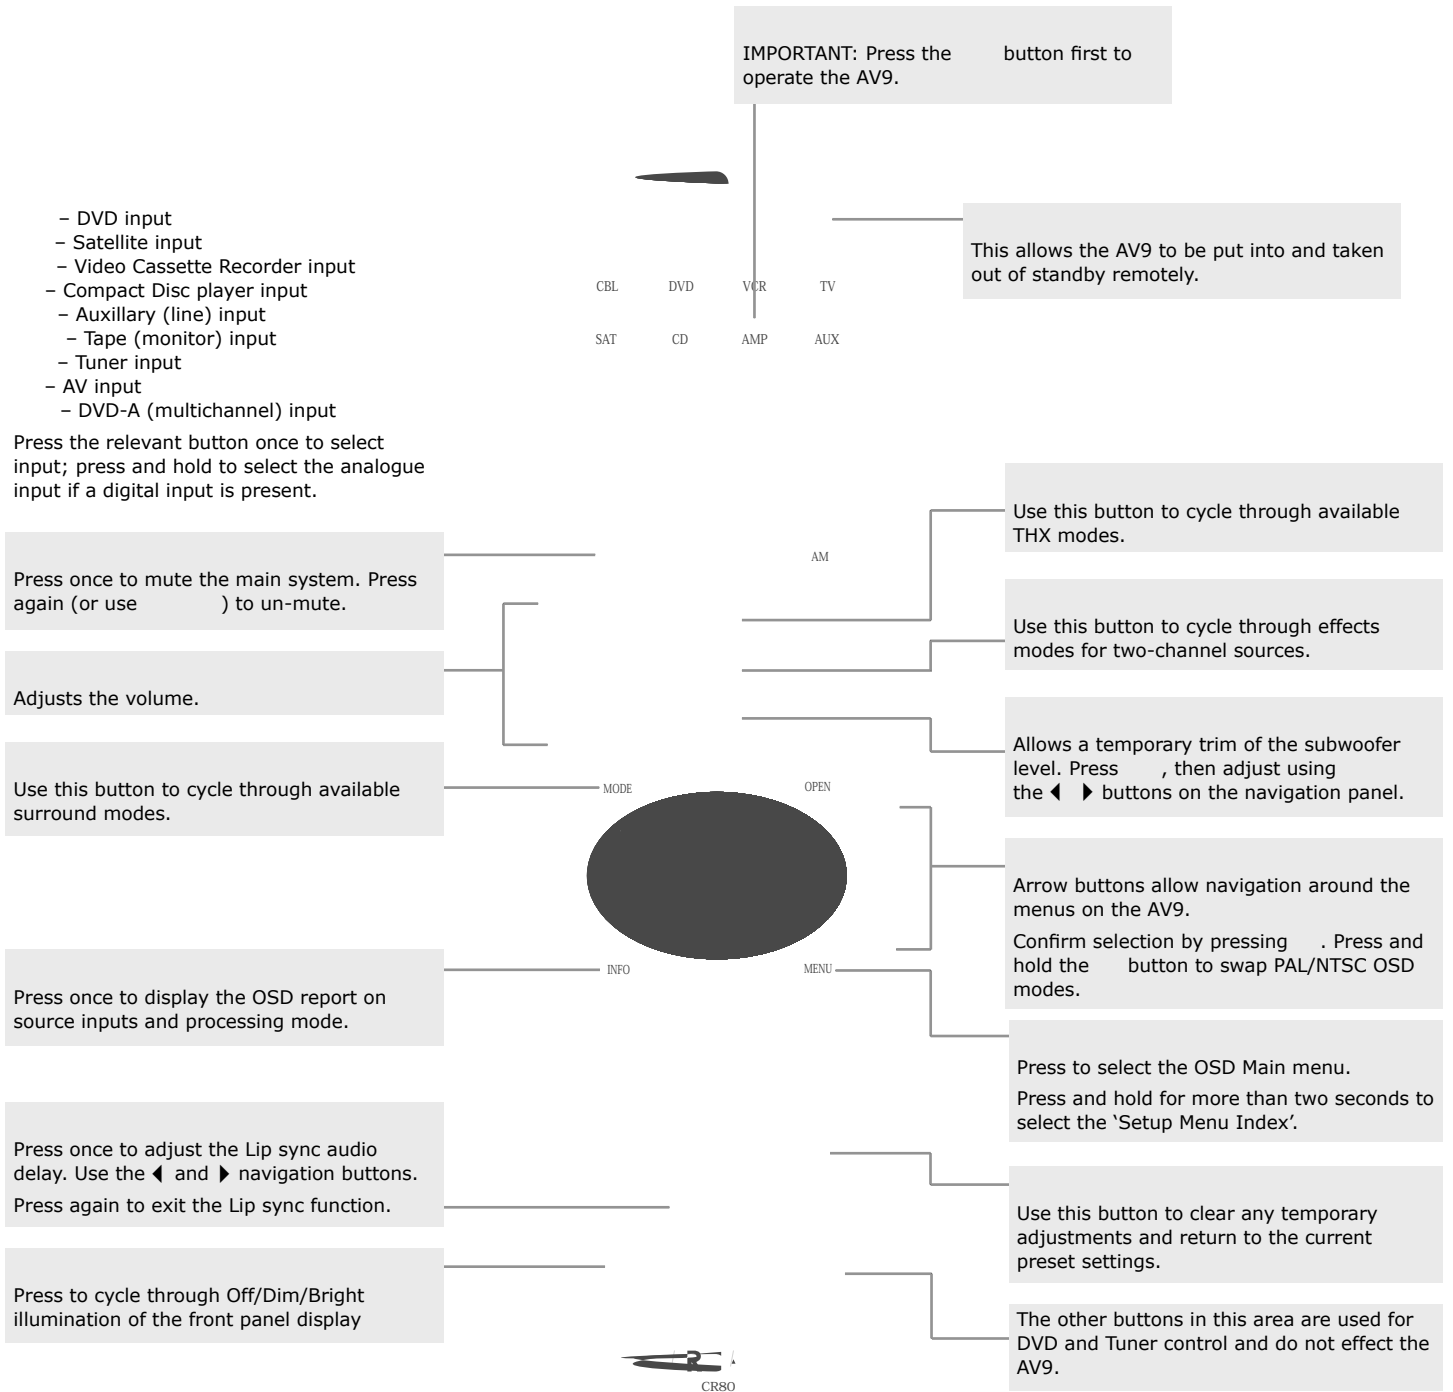 IMPORTANT: Press the button first to
operate the AV9.
– DVD input
– Satellite input
– Video Cassette Recorder input
– Compact Disc player input
– Auxillary (line) input
– Tape (monitor) input
– Tuner input
– AV input
– DVD-A (multichannel) input
Press the relevant button once to select
input; press and hold to select the analogue
input if a digital input is present.
This allows the AV9 to be put into and taken
out of standby remotely.
CBL DVD VCR TV
SAT CD AMP AUX
AM
Press once to mute the main system. Press
again (or use ) to un-mute.
Adjusts the volume.
Use this button to cycle through available
surround modes.
Use this button to cycle through available
THX modes.
Use this button to cycle through effects
modes for two-channel sources.
Allows a temporary trim of the subwoofer
level. Press , then adjust using
the ◀ ▶ buttons on the navigation panel.
MODE OPEN
Arrow buttons allow navigation around the
menus on the AV9.
Confirm selection by pressing . Press and
hold the button to swap PAL/NTSC OSD
modes.
INFO MENU
Press once to display the OSD report on
source inputs and processing mode.
Press to select the OSD Main menu.
Press and hold for more than two seconds to
select the ‘Setup Menu Index’.
Press once to adjust the Lip sync audio
delay. Use the ◀ and ▶ navigation buttons.
Press again to exit the Lip sync function.
Use this button to clear any temporary
adjustments and return to the current
preset settings.
Press to cycle through Off/Dim/Bright
illumination of the front panel display
The other buttons in this area are used for
DVD and Tuner control and do not effect the
AV9.
CR80